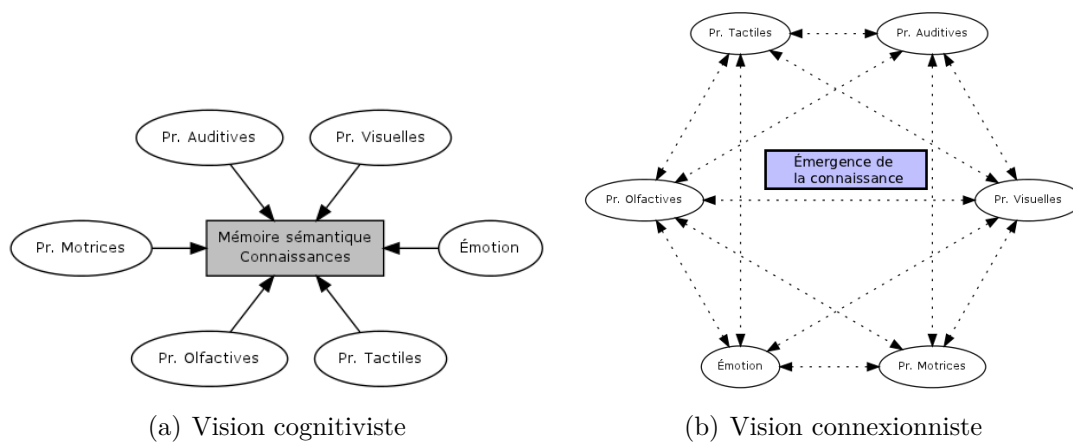 Pr. Auditives
Pr. Visuelles
Pr. Motrices
Mémoire sémantique
Connaissances
Émotion
Pr. Olfactives
Pr. Tactiles
(a) Vision cognitiviste
Pr. Tactiles
Pr. Auditives
Émergence de
la connaissance
Pr. Olfactives
Pr. Visuelles
Émotion
Pr. Motrices
(b) Vision connexionniste